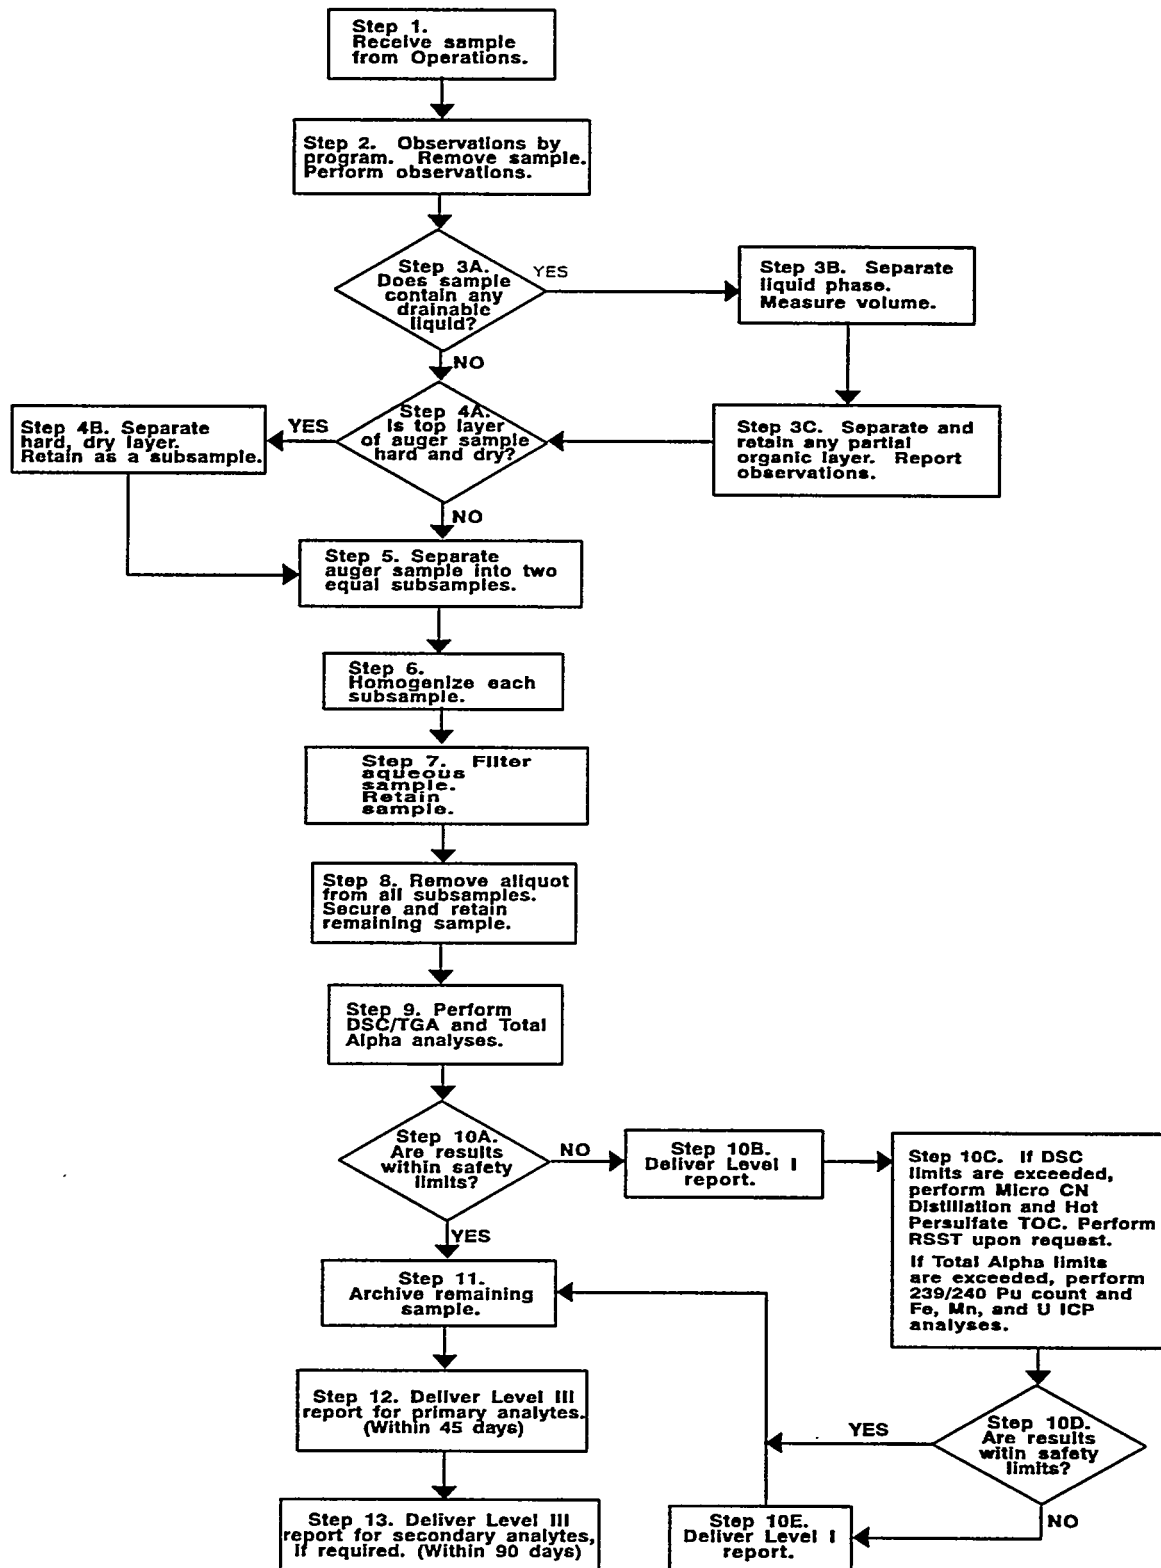 Step 1.
Receive sample
from Operations.
Step 2. Observations by
program. Remove sample.
Perform observations.
Step 3A.
Does sample
contain any
drainable
liquid?
YES
Step 3B. Separate
liquid phase.
Measure volume.
NO
Step 4B. Separate
hard, dry layer.
Retain as a subsample.
YES
Step 4A.
Is top layer
of auger sample
hard and dry?
Step 3C. Separate and
retain any partial
organic layer. Report
observations.
NO
Step 5. Separate
auger sample into two
equal subsamples.
Step 6.
Homogenize each
subsample.
Step 7. Filter
aqueous
sample.
Retain
sample.
Step 8. Remove aliquot
from all subsamples.
Secure and retain
remaining sample.
Step 9. Perform
DSC/TGA and Total
Alpha analyses.
Step 10A.
Are results
within safety
limits?
NO
Step 10B.
Deliver Level I
report.
Step 10C. If DSC
limits are exceeded,
perform Micro CN
Distillation and Hot
Persulfate TOC. Perform
RSST upon request.
If Total Alpha limits
are exceeded, perform
239/240 Pu count and
Fe, Mn, and U ICP
analyses.
YES
Step 11.
Archive remaining
sample.
Step 12. Deliver Level III
report for primary analytes.
(Within 45 days)
YES
Step 10D.
Are results
witin safety
limits?
NO
Step 13. Deliver Level III
report for secondary analytes,
if required. (Within 90 days)
Step 10E.
Deliver Level I
report.